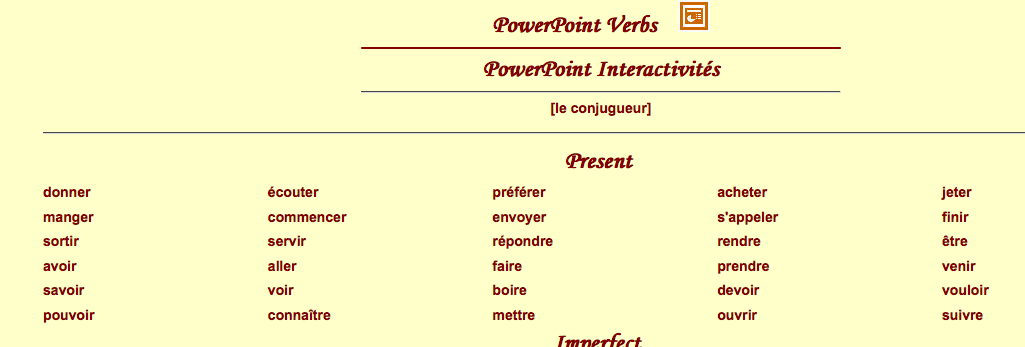 PowerPoint Verbs
PowerPoint Interactivités
[le conjugueur]
Present
donner écouter préférer acheter jeter
manger commencer envoyer s'appeler finir
sortir servir répondre rendre être
avoir aller faire prendre venir
savoir voir boire devoir vouloir
pouvoir connaître mettre ouvrir suivre
Imperfect